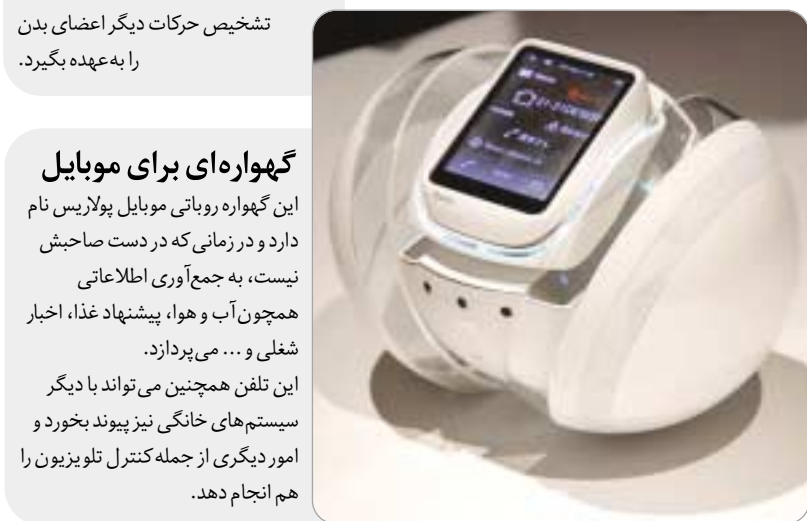 تشخیص حرکات دیگر اعضای بدن
را به‌عهده بگیرد.
گهواره‌ای برای موبایل
این گهواره روباتی موبایل پولاریس نام
دارد و در زمانی که در دست صاحبش
نیست، به جمع‌آوری اطلاعاتی
همچون آب و هوا، پیشنهاد غذا، اخبار
شغلی و ... می‌پردازد.
این تلفن همچنین می‌تواند با دیگر
سیستم‌های خانگی نیز پیوند بخورد و
امور دیگری از جمله کنترل تلویزیون را
هم انجام دهد.